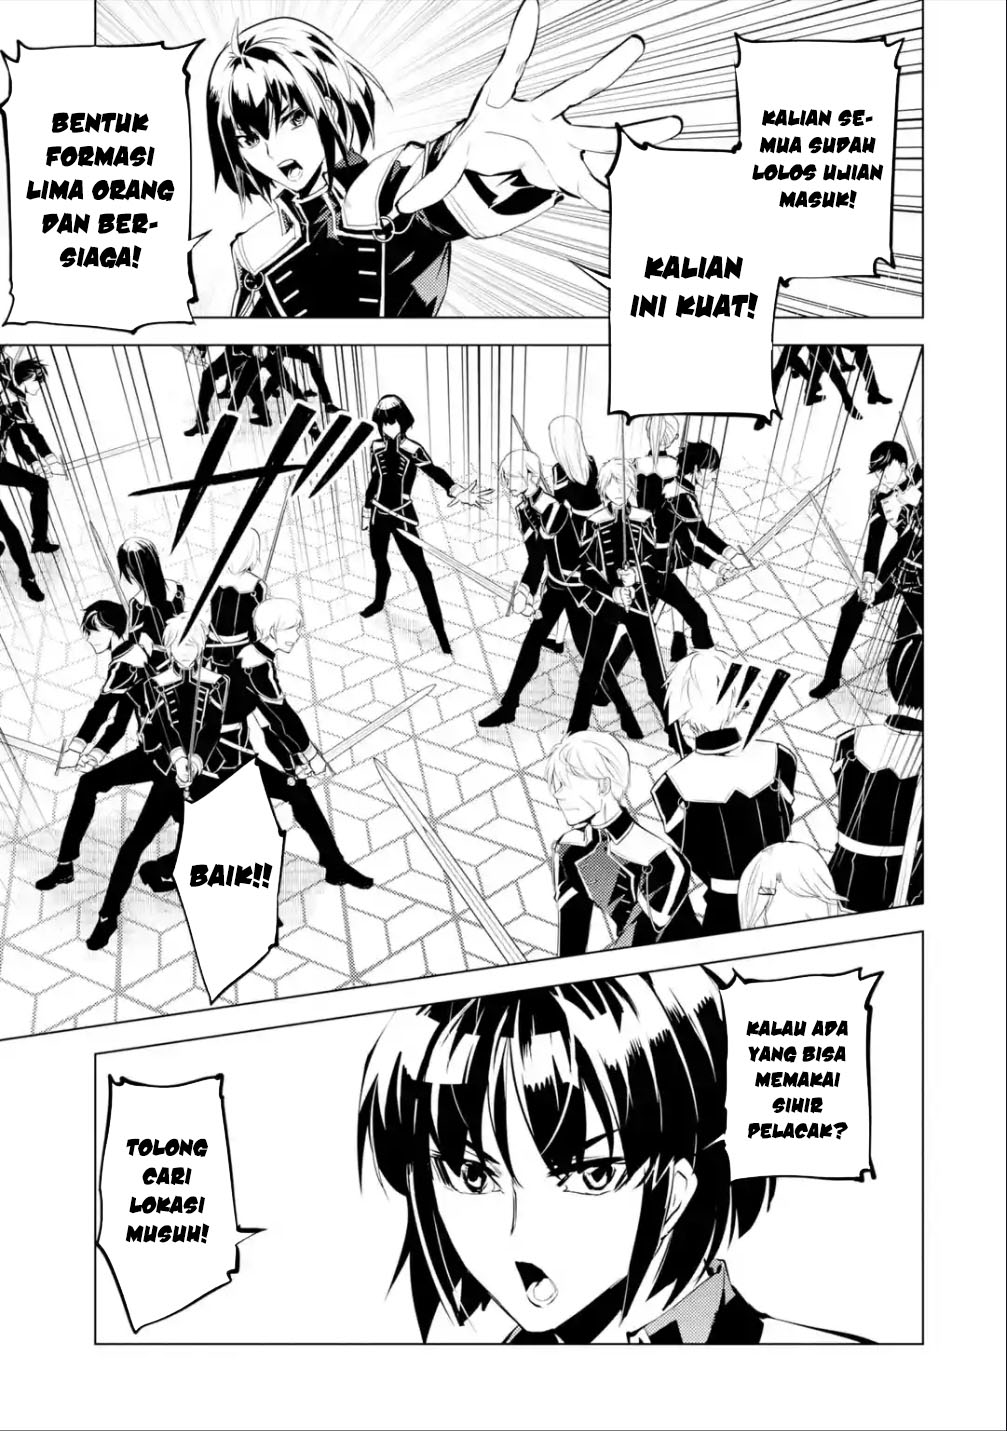 KALIAN SE-
MUA SUDAH
LOLOS UJIAN
MASUK!
KALIAN
INI KUAT!
BENTUK
FORMASI
LIMA ORANG
DAN BER-
SIAGA!
BAIK!!
KALAU ADA
YANG BISA
MEMAKAI
SIHIR
PELACAK?
TOLONG
CARI
LOKASI
MUSUH!